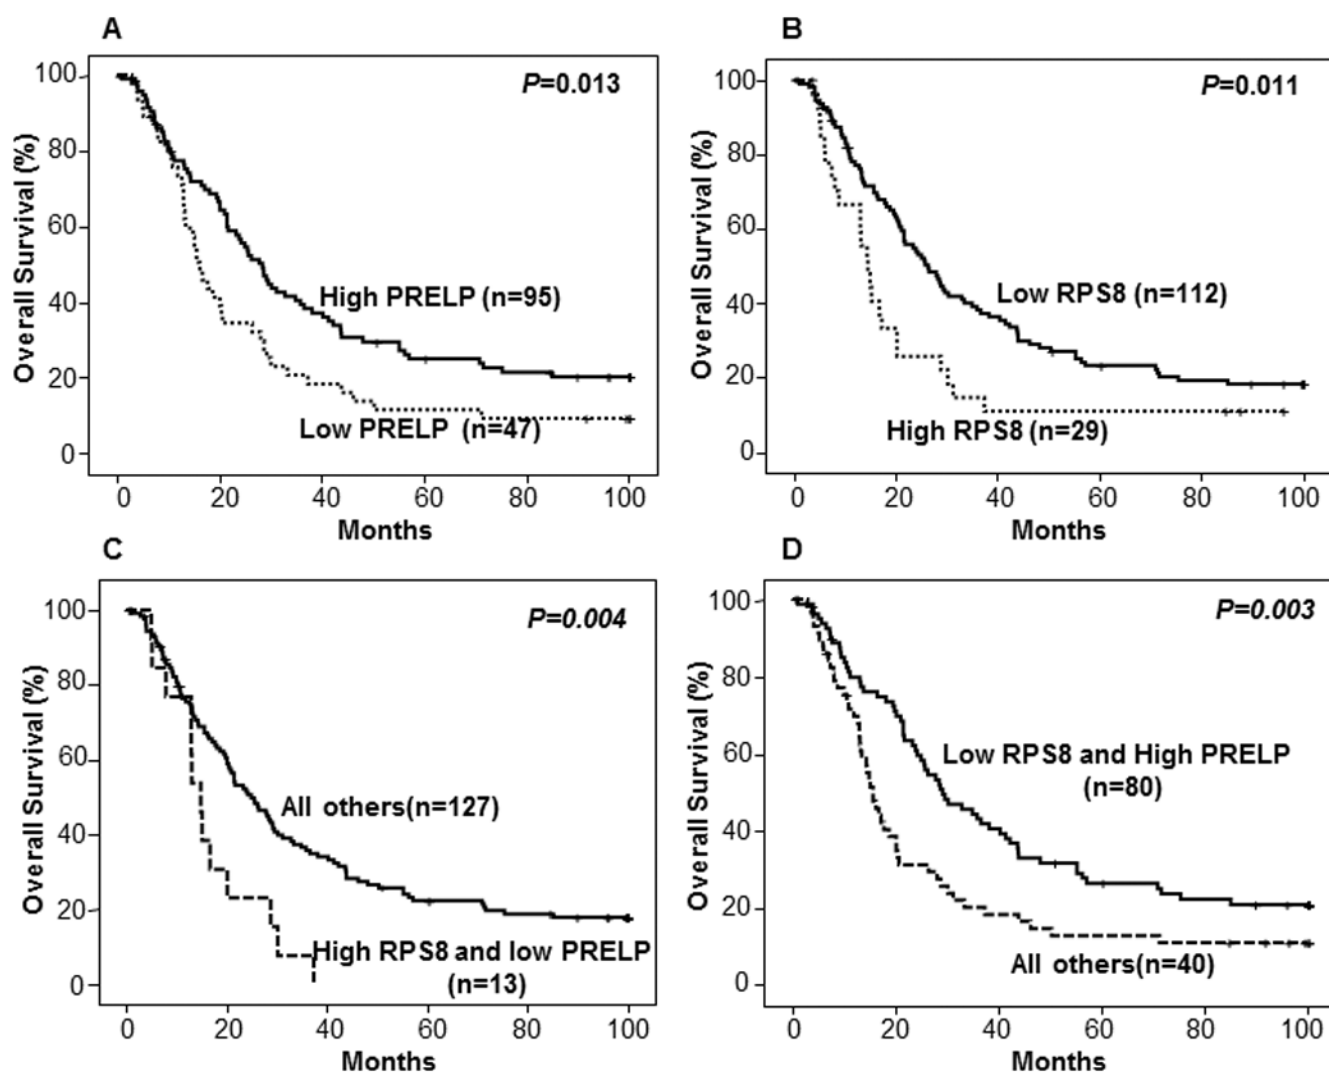 A
P=0.013
Overall Survival (%)
100
80
60
40
20
0
High PRELP (n=95)
Low PRELP (n=47)
0 20 40 60 80 100
Months
B
P=0.011
Overall Survival (%)
100
80
60
40
20
0
Low RPS8 (n=112)
High RPS8 (n=29)
0 20 40 60 80 100
Months
C
P=0.004
Overall Survival (%)
100
80
60
40
20
0
All others(n=127)
High RPS8 and low PRELP
(n=13)
0 20 40 60 80 100
Months
D
P=0.003
Overall Survival (%)
100
80
60
40
20
0
Low RPS8 and High PRELP
(n=80)
All others(n=40)
0 20 40 60 80 100
Months